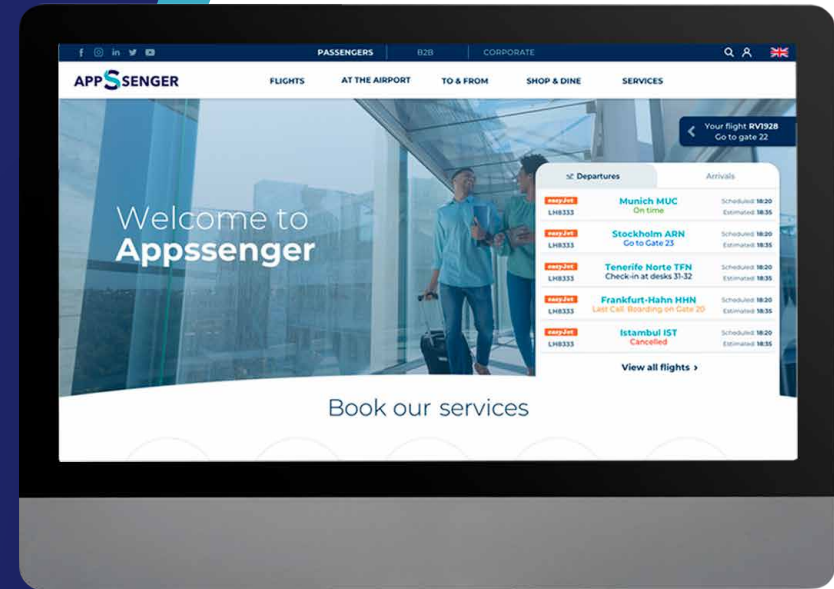 PASSENGERS
B2B
CORPORATE
APPSSENGER
FLIGHTS
AT THE AIRPORT
TO & FROM
SHOP & DINE
SERVICES
Your flight RV1928
Go to gate 22
Welcome to
Appssenger
Departures
Arrivals
easyJet
Munich MUC
Scheduled: 18:20
LH8333
On time
Estimated: 18:35
easyJet
Stockholm ARN
Scheduled: 18:20
LH8333
Go to Gate 23
Estimated: 18:35
easyJet
Tenerife Norte TFN
Scheduled: 18:20
LH8333
Check-in at desks 31-32
Estimated: 18:35
easyJet
Frankfurt-Hahn HHN
Scheduled: 18:20
LH8333
Last Call. Boarding on Gate 20
Estimated: 18:35
easyJet
Istambul IST
Scheduled: 18:20
LH8333
Cancelled
Estimated: 18:35
View all flights ›
Book our services